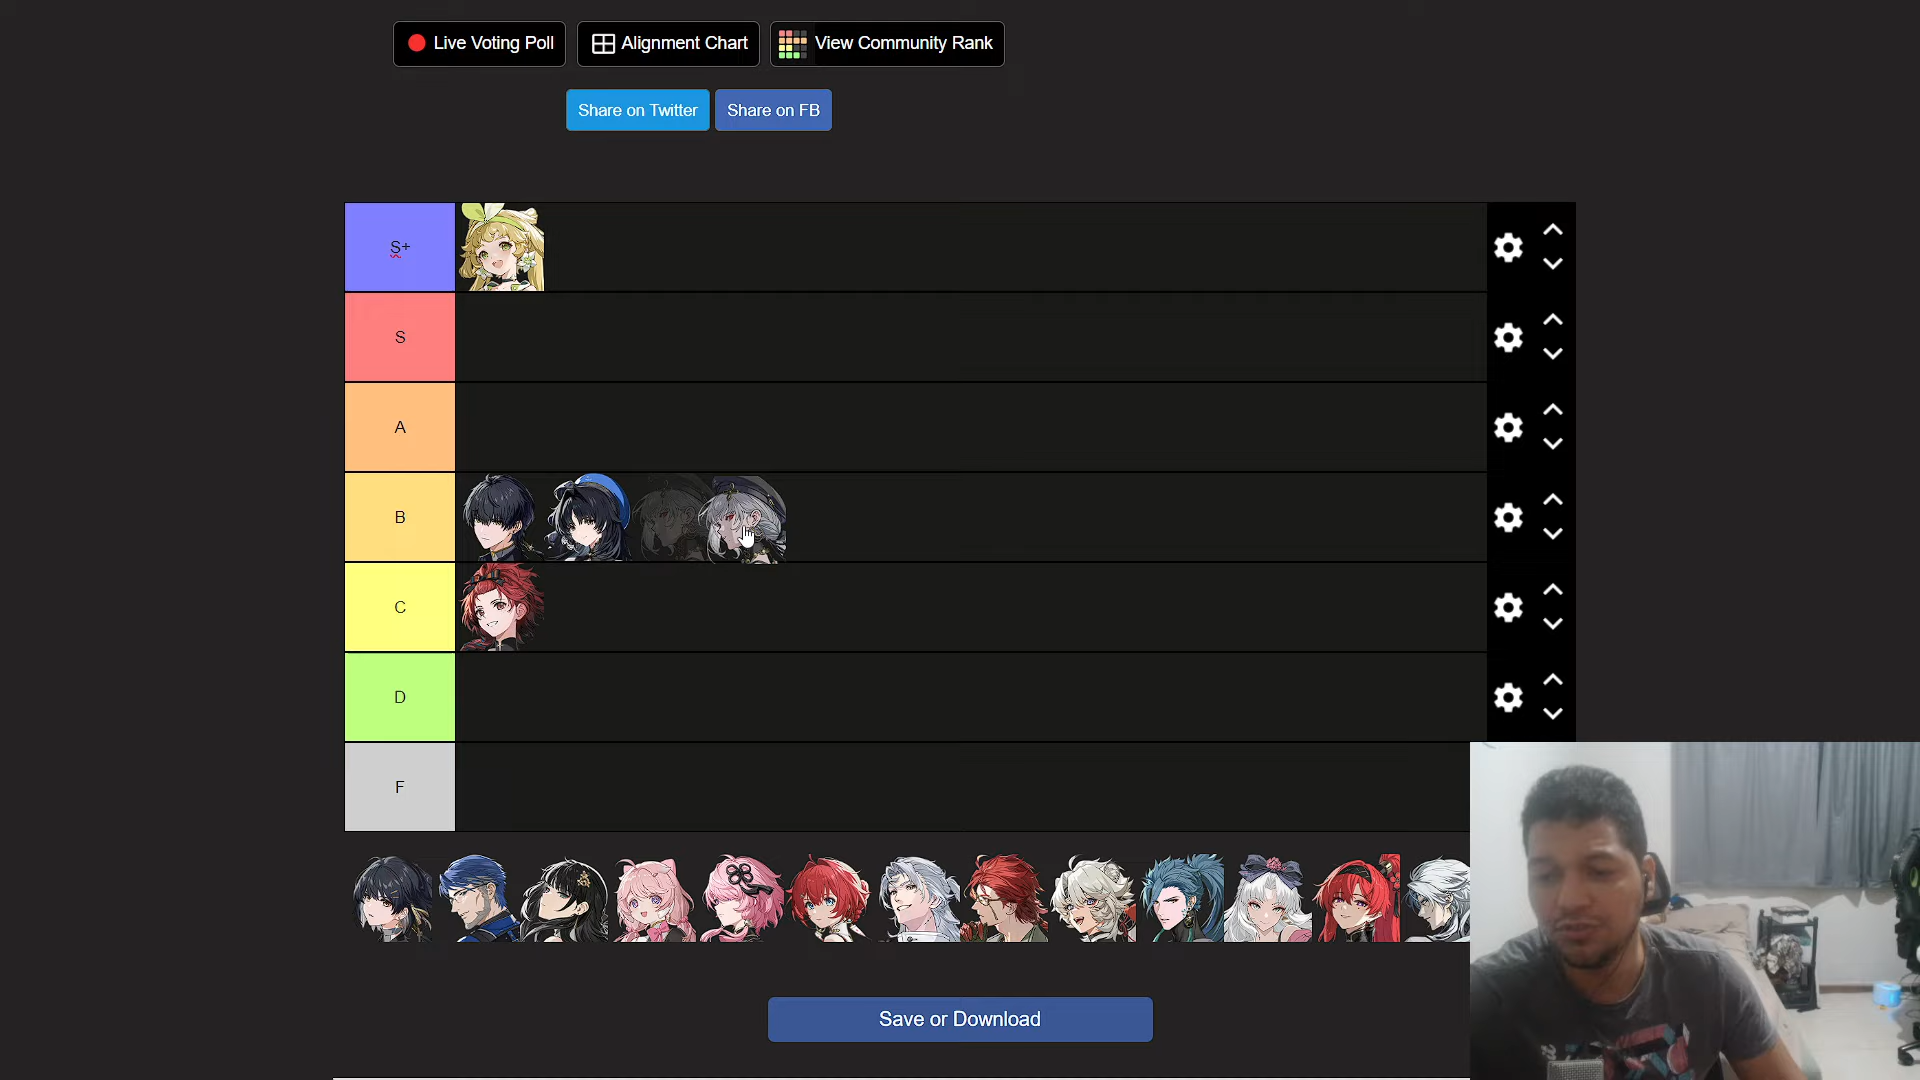 Live Voting Poll
Alignment Chart
View Community Rank
Share on Twitter
Share on FB
S+
S
A
B
C
D
F
Save or Download